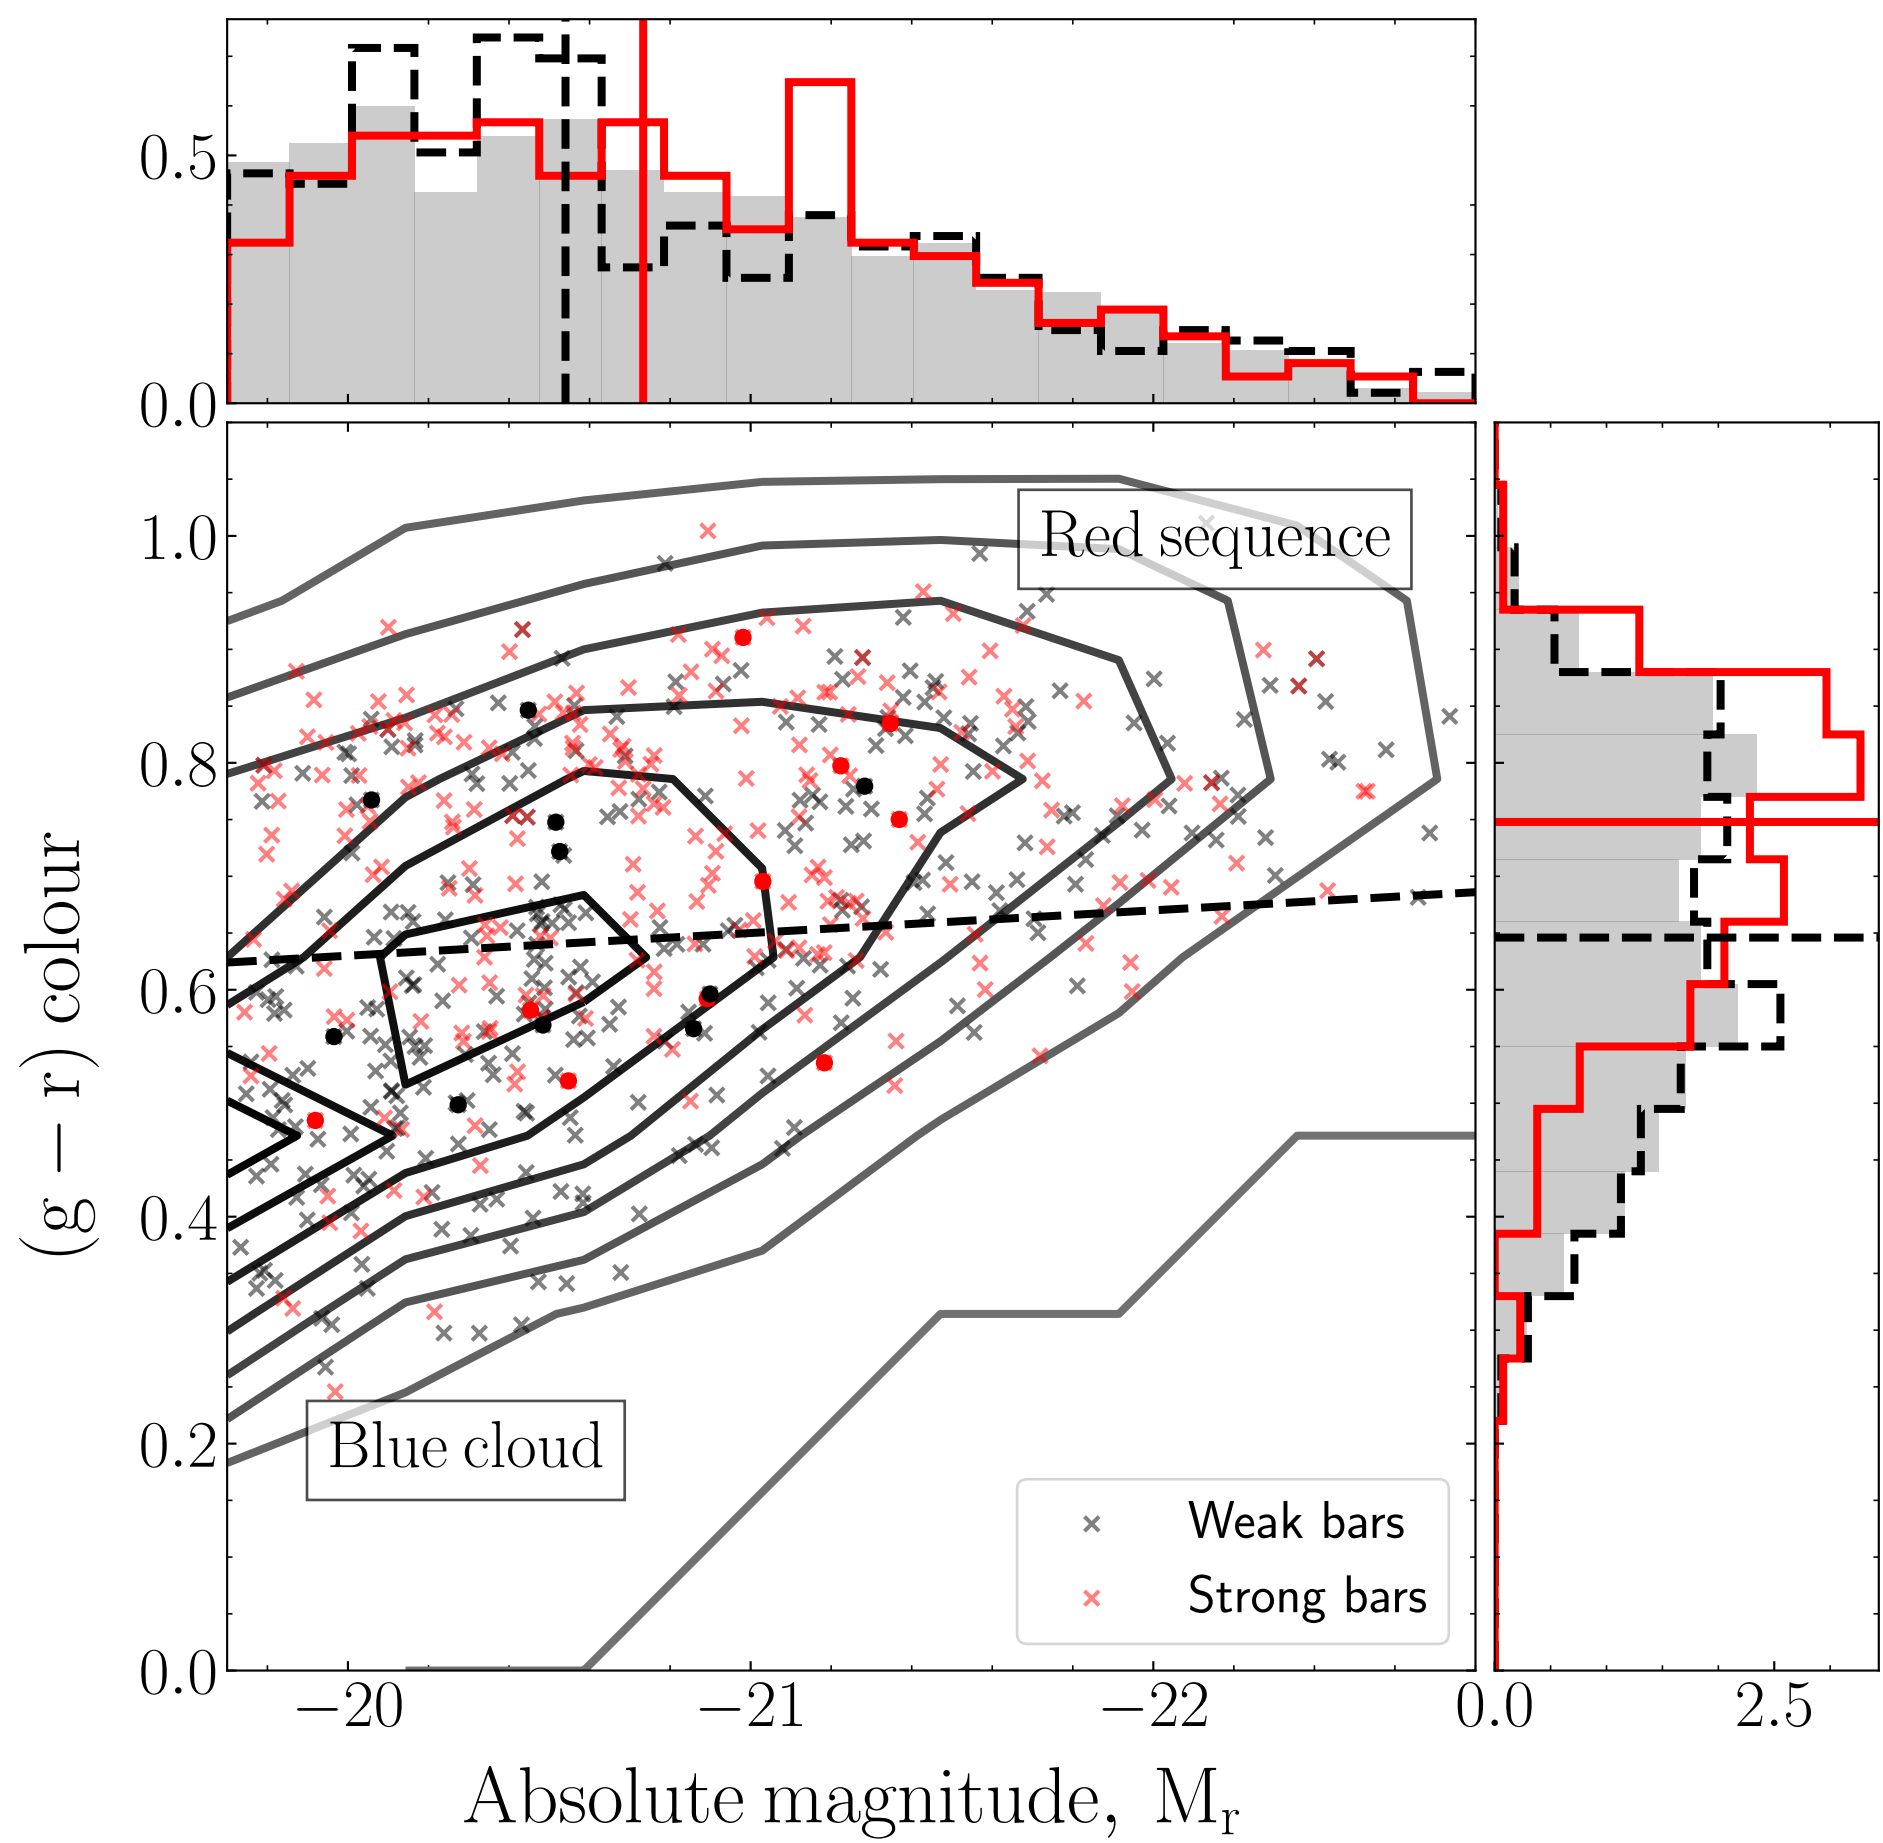 0.5
0.0
1.0
0.8
0.6
0.4
0.2
0.0
(g − r) colour
Red sequence
Blue cloud
Weak bars
Strong bars
−20
−21
−22
0.0
2.5
Absolute magnitude, Mr